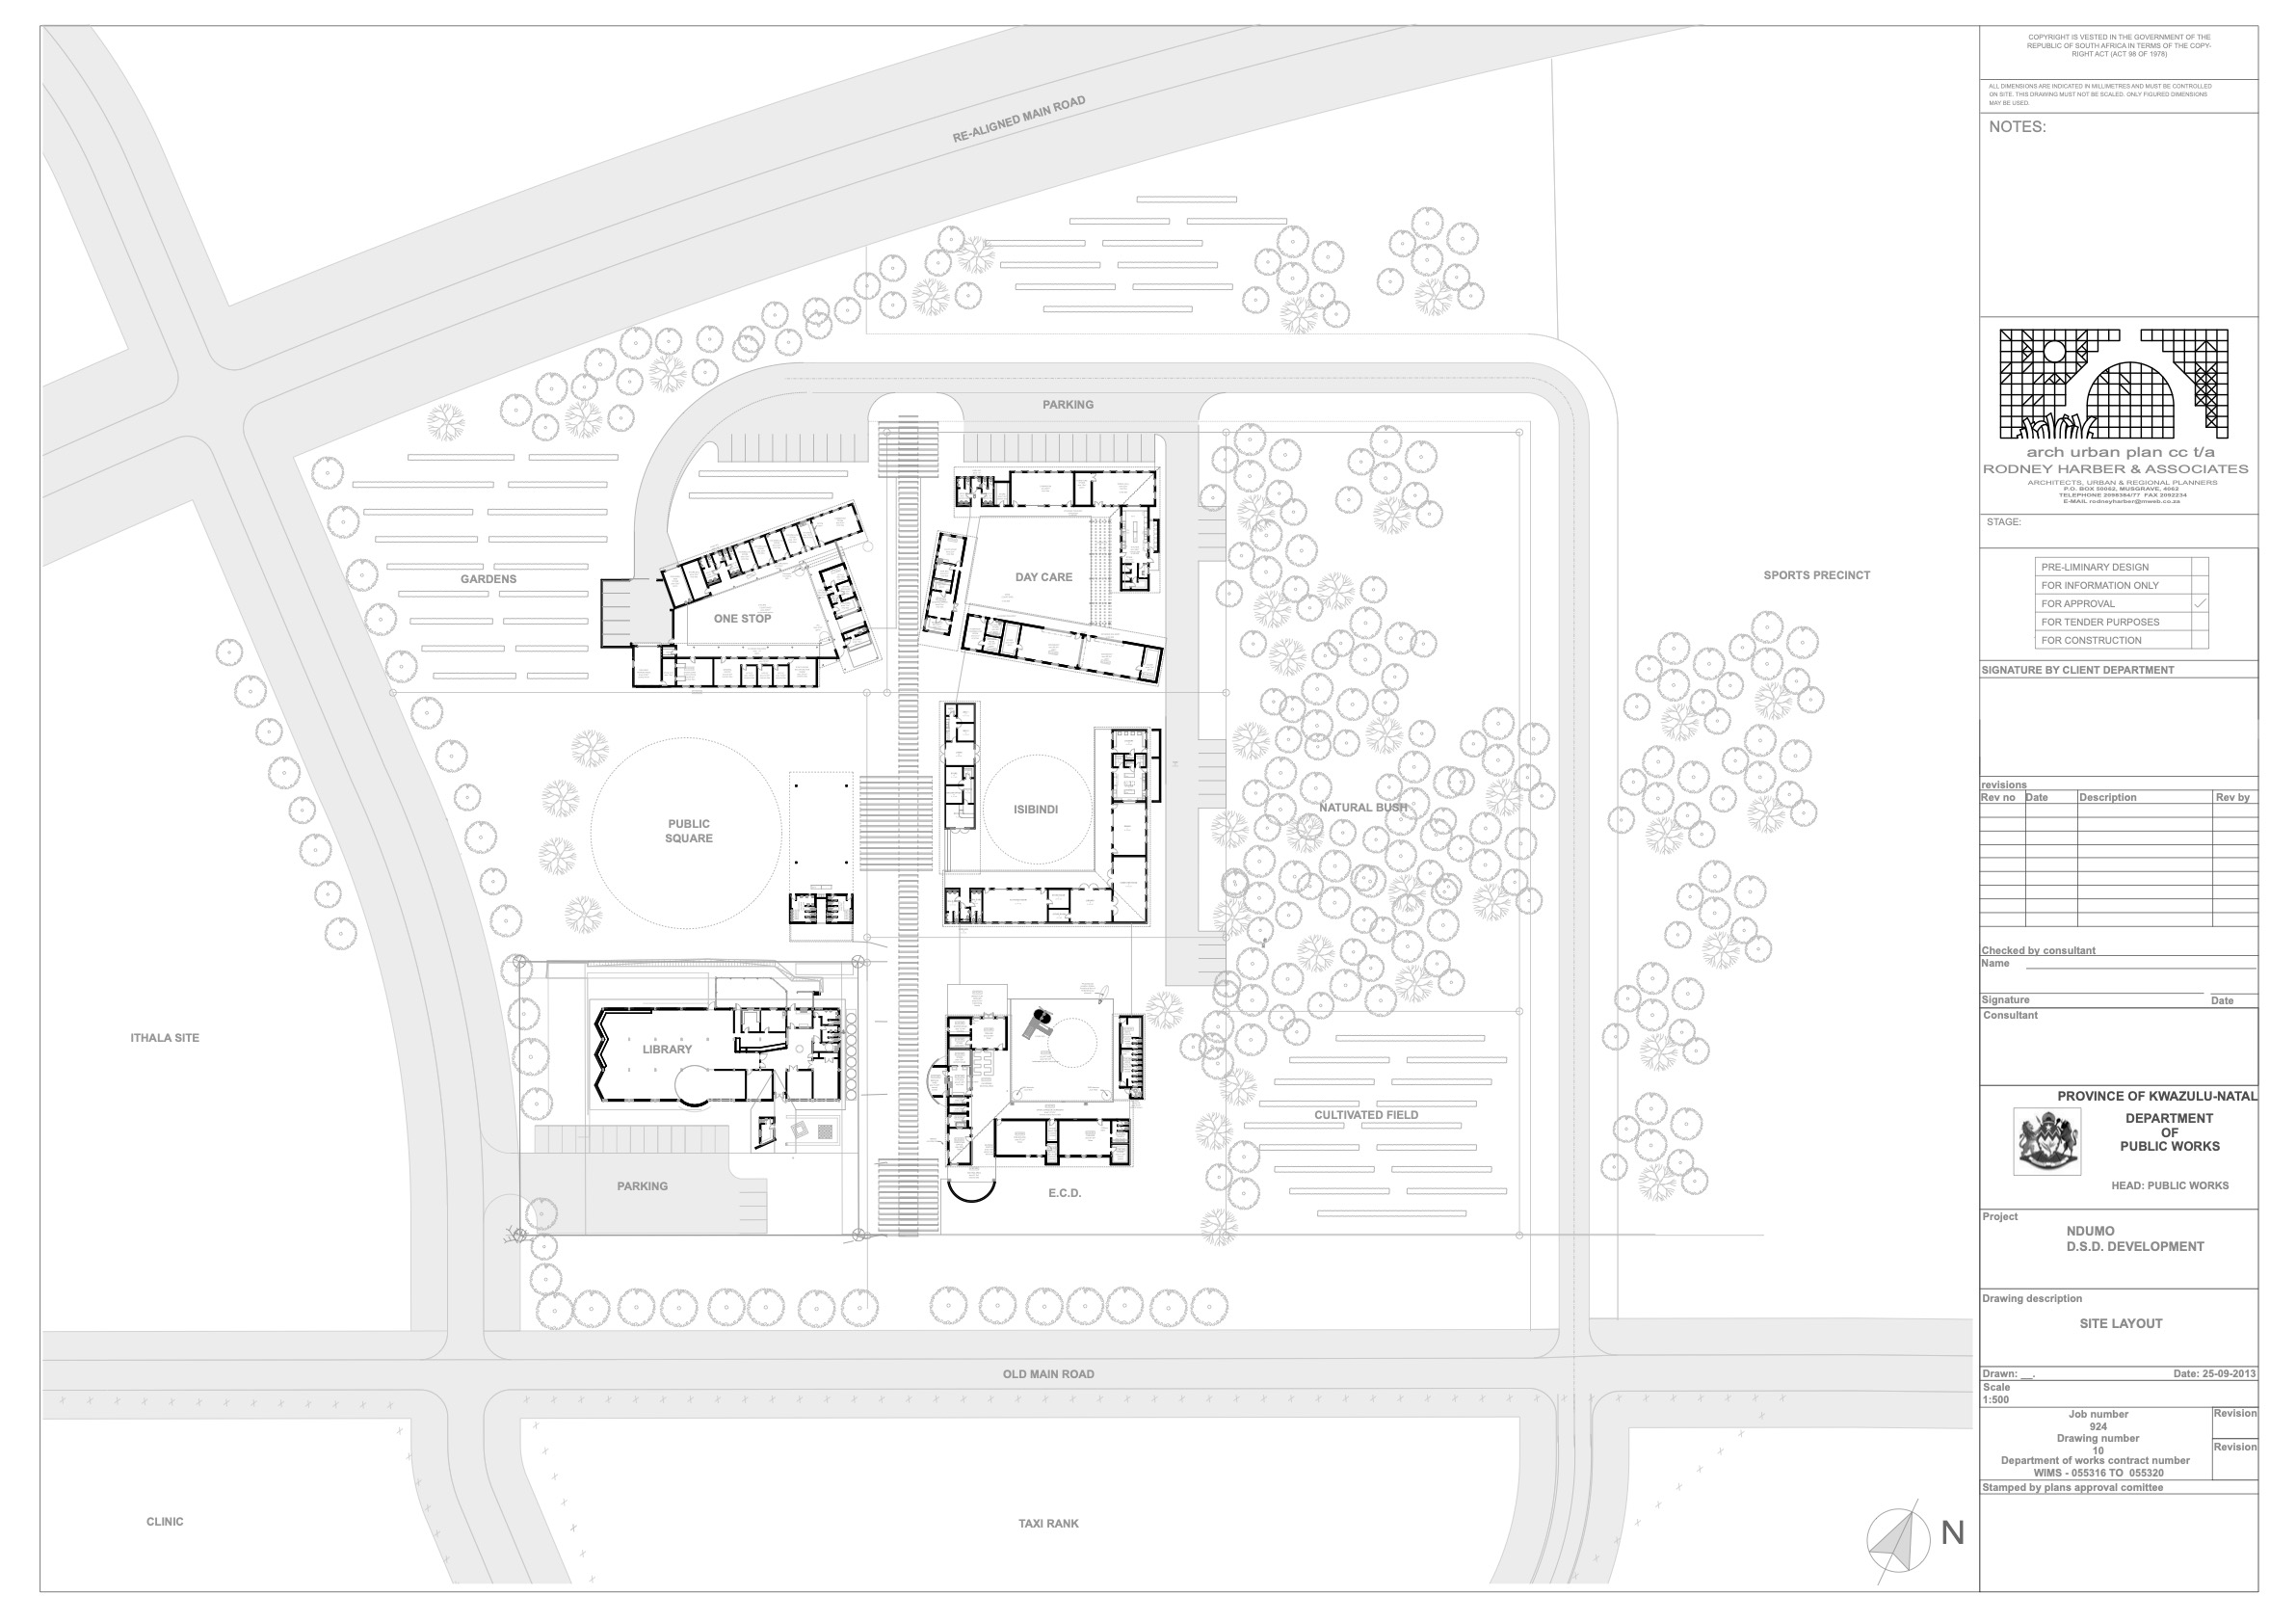 RE-ALIGNED MAIN ROAD
PARKING
GARDENS
ONE STOP
DAY CARE
SPORTS PRECINCT
PUBLIC
SQUARE
ISIBINDI
NATURAL BUSH
ITHALA SITE
LIBRARY
CULTIVATED FIELD
PARKING
E.C.D.
OLD MAIN ROAD
CLINIC
TAXI RANK
N
COPYRIGHT IS VESTED IN THE GOVERNMENT OF THE
REPUBLIC OF SOUTH AFRICA IN TERMS OF THE COPY-
RIGHT ACT (ACT 98 OF 1978)
ALL DIMENSIONS ARE INDICATED IN MILLIMETRES AND MUST BE CONTROLLED
ON SITE. THIS DRAWING MUST NOT BE SCALED. ONLY FIGURED DIMENSIONS
MAY BE USED.
NOTES:
arch urban plan cc t/a
RODNEY HARBER & ASSOCIATES
ARCHITECTS, URBAN & REGIONAL PLANNERS
P.O. BOX 50062, MUSGRAVE, 4062
TELEPHONE 2098384/77 FAX 2092234
E-MAIL rodneyharber@mweb.co.za
STAGE:
PRE-LIMINARY DESIGN
FOR INFORMATION ONLY
FOR APPROVAL
FOR TENDER PURPOSES
FOR CONSTRUCTION
SIGNATURE BY CLIENT DEPARTMENT
revisions
Rev no Date Description Rev by
Checked by consultant
Name
Signature Date
Consultant
PROVINCE OF KWAZULU-NATAL
DEPARTMENT
OF
PUBLIC WORKS
HEAD: PUBLIC WORKS
Project
NDUMO
D.S.D. DEVELOPMENT
Drawing description
SITE LAYOUT
Drawn: __. Date: 25-09-2013
Scale
1:500
Job number Revision
924
Drawing number
10 Revision
Department of works contract number
WIMS - 055316 TO 055320
Stamped by plans approval comittee